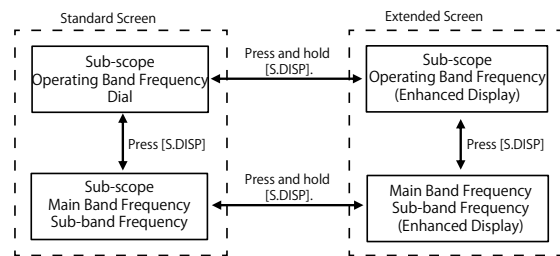 Standard Screen
Extended Screen
Sub-scope
Operating Band Frequency
Dial
Press and hold
[S.DISP].
Sub-scope
Operating Band Frequency
(Enhanced Display)
Press [S.DISP]
Press [S.DISP]
Sub-scope
Main Band Frequency
Sub-band Frequency
Press and hold
[S.DISP].
Main Band Frequency
Sub-band Frequency
(Enhanced Display)